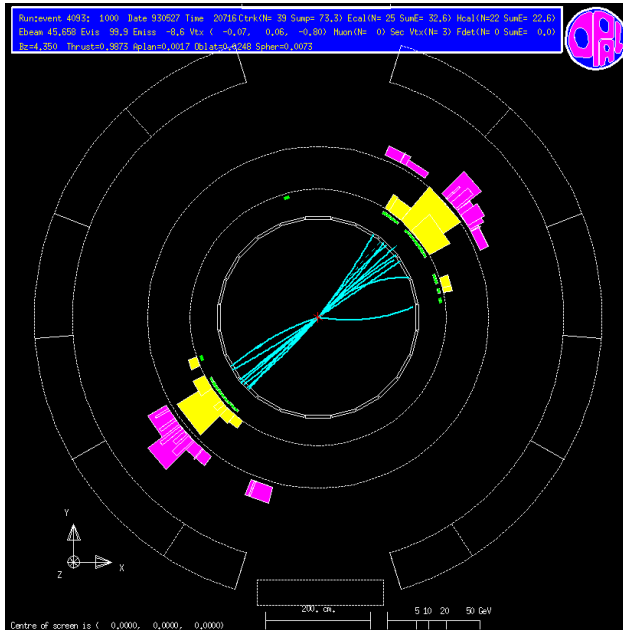 Run:event 4093: 1000 Date 930527 Time 20716 Ctrk(N= 39 Sump= 73.3) Ecal(N= 25 SumE= 32.6) Hcal(N=22 SumE= 22.6)
Ebeam 45.658 Evis 99.9 Emiss -8.6 Vtx ( -0.07, 0.06, -0.80) Muon(N= 0) Sec Vtx(N= 3) Fdet(N= 0 SumE= 0.0)
Bz=4.350 Thrust=0.9873 Aplan=0.0017 Oblat=0.0248 Spher=0.0073
OPAL
Y
X
Z
200. cm.
5 10 20 50 GeV
Centre of screen is ( 0.0000, 0.0000, 0.0000)